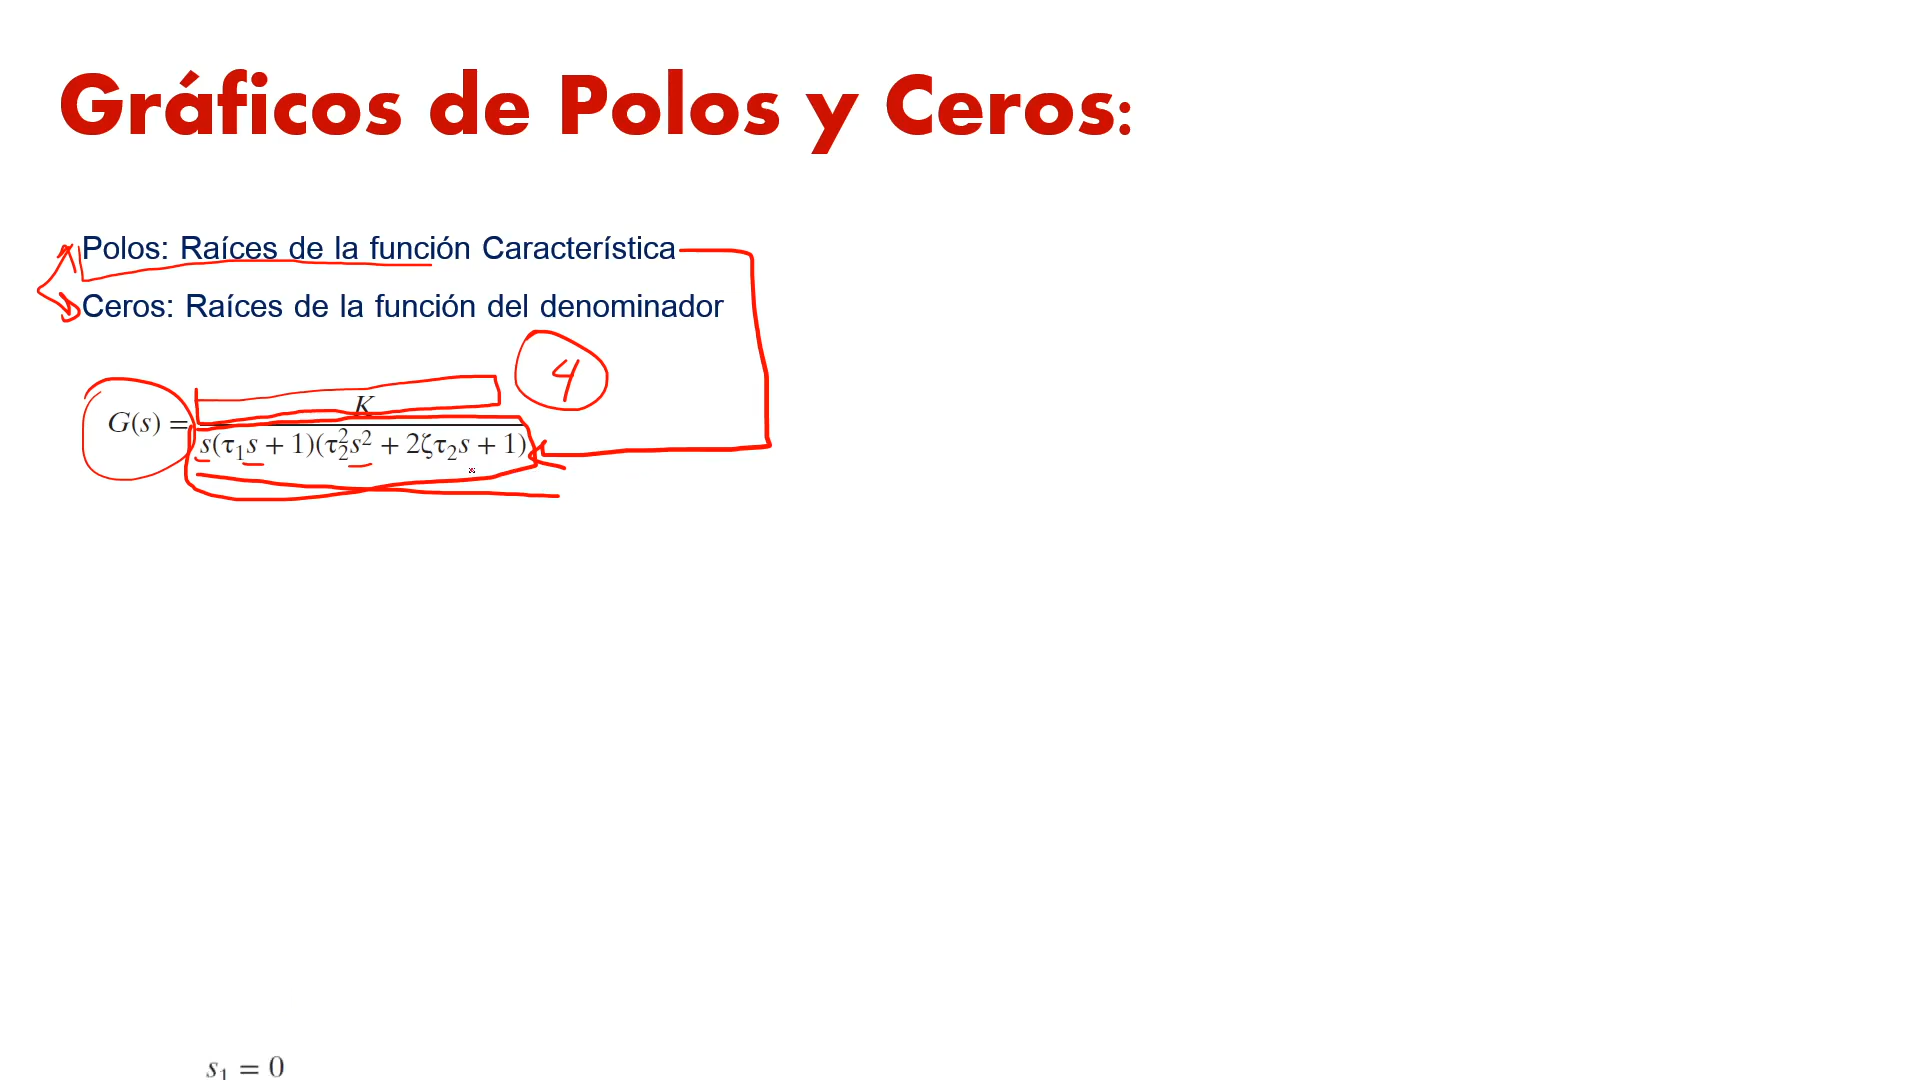 Gráficos de Polos y Ceros:
Polos: Raíces de la función Característica
Ceros: Raíces de la función del denominador
4
G(s) = K / s(τ₁s + 1)(τ₂²s² + 2ζτ₂s + 1)
s₁ = 0